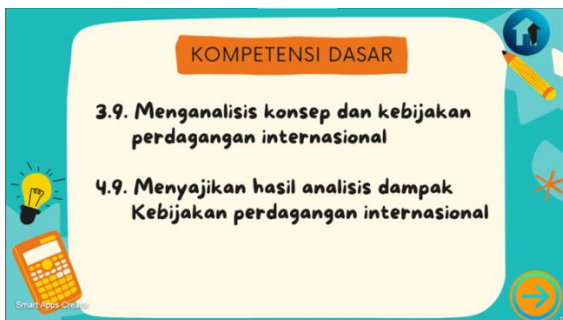 KOMPETENSI DASAR
3.9. Menganalisis konsep dan kebijakan
perdagangan internasional
4.9. Menyajikan hasil analisis dampak
Kebijakan perdagangan internasional
Smart Apps Creator